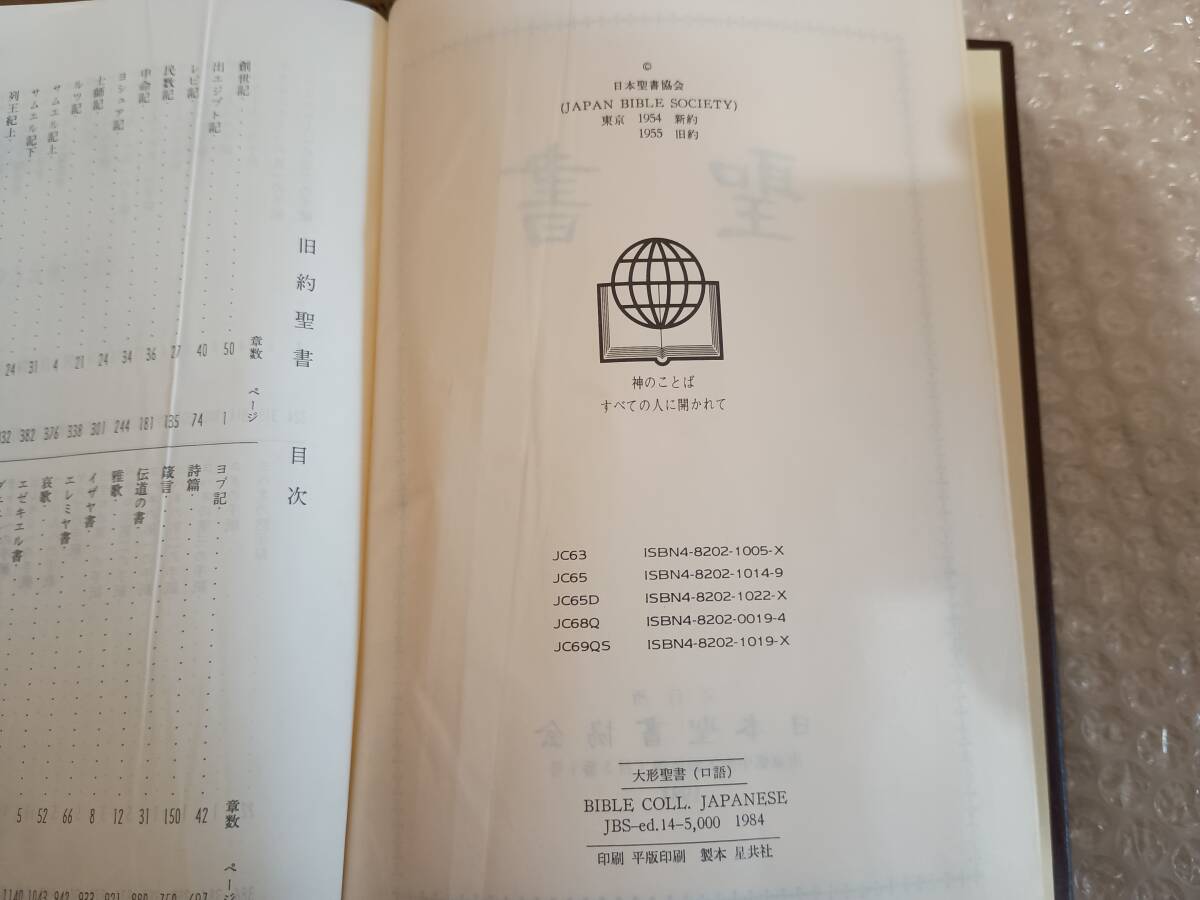 ©
日本聖書協会
(JAPAN BIBLE SOCIETY)
東京 1954 新約
1955 旧約
神のことば
すべての人に開かれて
JC63 ISBN4-8202-1005-X
JC65 ISBN4-8202-1014-9
JC65D ISBN4-8202-1022-X
JC68Q ISBN4-8202-0019-4
JC69QS ISBN4-8202-1019-X
大形聖書（口語）
BIBLE COLL. JAPANESE
JBS-ed.14-5,000 1984
印刷 平版印刷 製本 星共社
旧約聖書 目次
章数 ページ
創世記 50 1
出エジプト記 40 74
レビ記 27 135
民数記 36 181
申命記 34 244
ヨシュア記 24 301
士師記 21 338
ルツ記 4 376
サムエル記上 31 382
サムエル記下 24
列王紀上
章数 ページ
ヨブ記 42 697
詩篇 150 750
箴言 31
伝道の書 12
雅歌 8
イザヤ書 66
エレミヤ書 52
哀歌 5
エゼキエル書